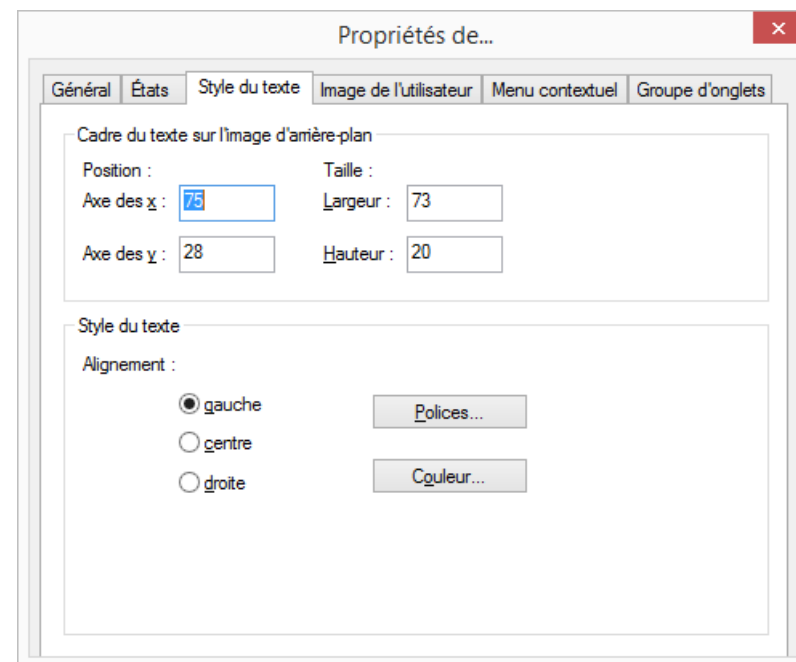 Propriétés de...
Général États Style du texte Image de l'utilisateur Menu contextuel Groupe d'onglets
Cadre du texte sur l'image d'arrière-plan
Position : Taille :
Axe des x : 75 Largeur : 73
Axe des y : 28 Hauteur : 20
Style du texte
Alignement :
gauche Polices...
centre
droite Couleur...